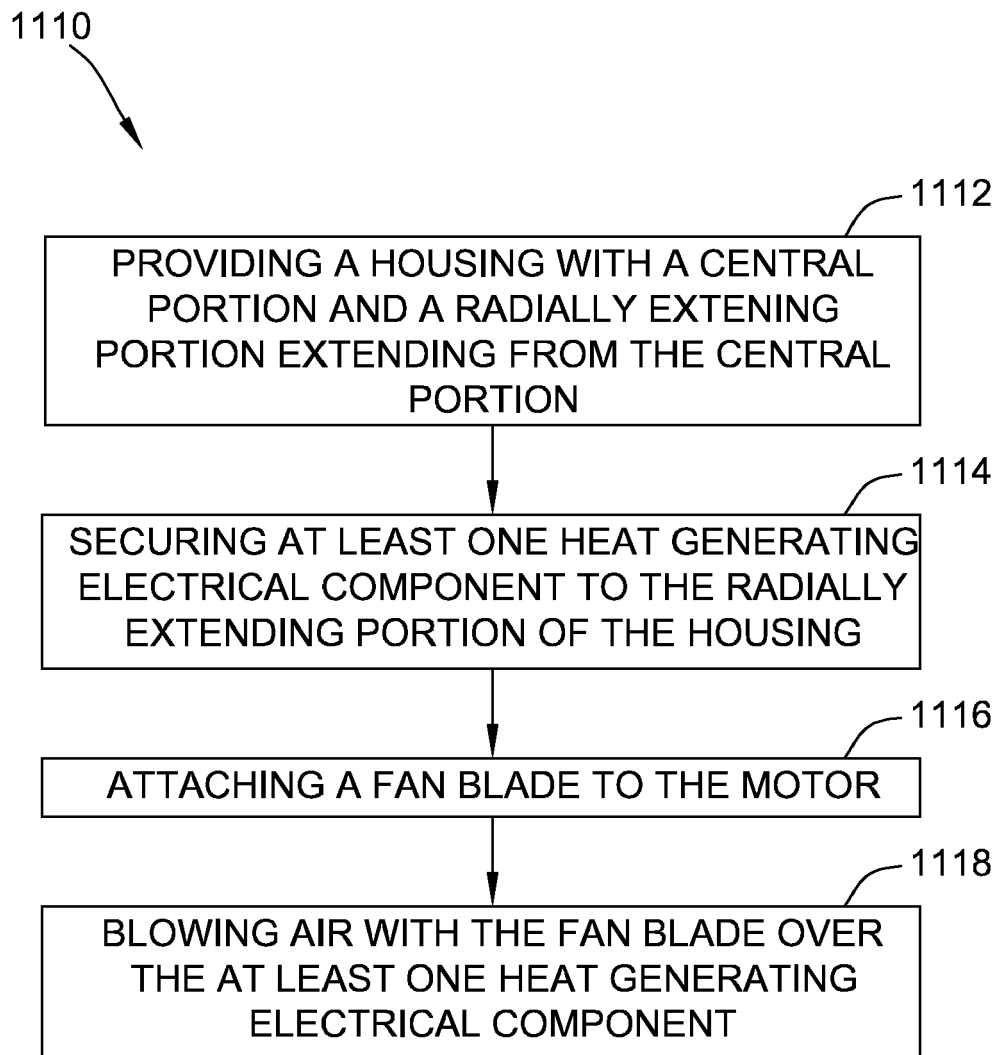 1110
1112
PROVIDING A HOUSING WITH A CENTRAL
PORTION AND A RADIALLY EXTENING
PORTION EXTENDING FROM THE CENTRAL
PORTION
1114
SECURING AT LEAST ONE HEAT GENERATING
ELECTRICAL COMPONENT TO THE RADIALLY
EXTENDING PORTION OF THE HOUSING
1116
ATTACHING A FAN BLADE TO THE MOTOR
1118
BLOWING AIR WITH THE FAN BLADE OVER
THE AT LEAST ONE HEAT GENERATING
ELECTRICAL COMPONENT